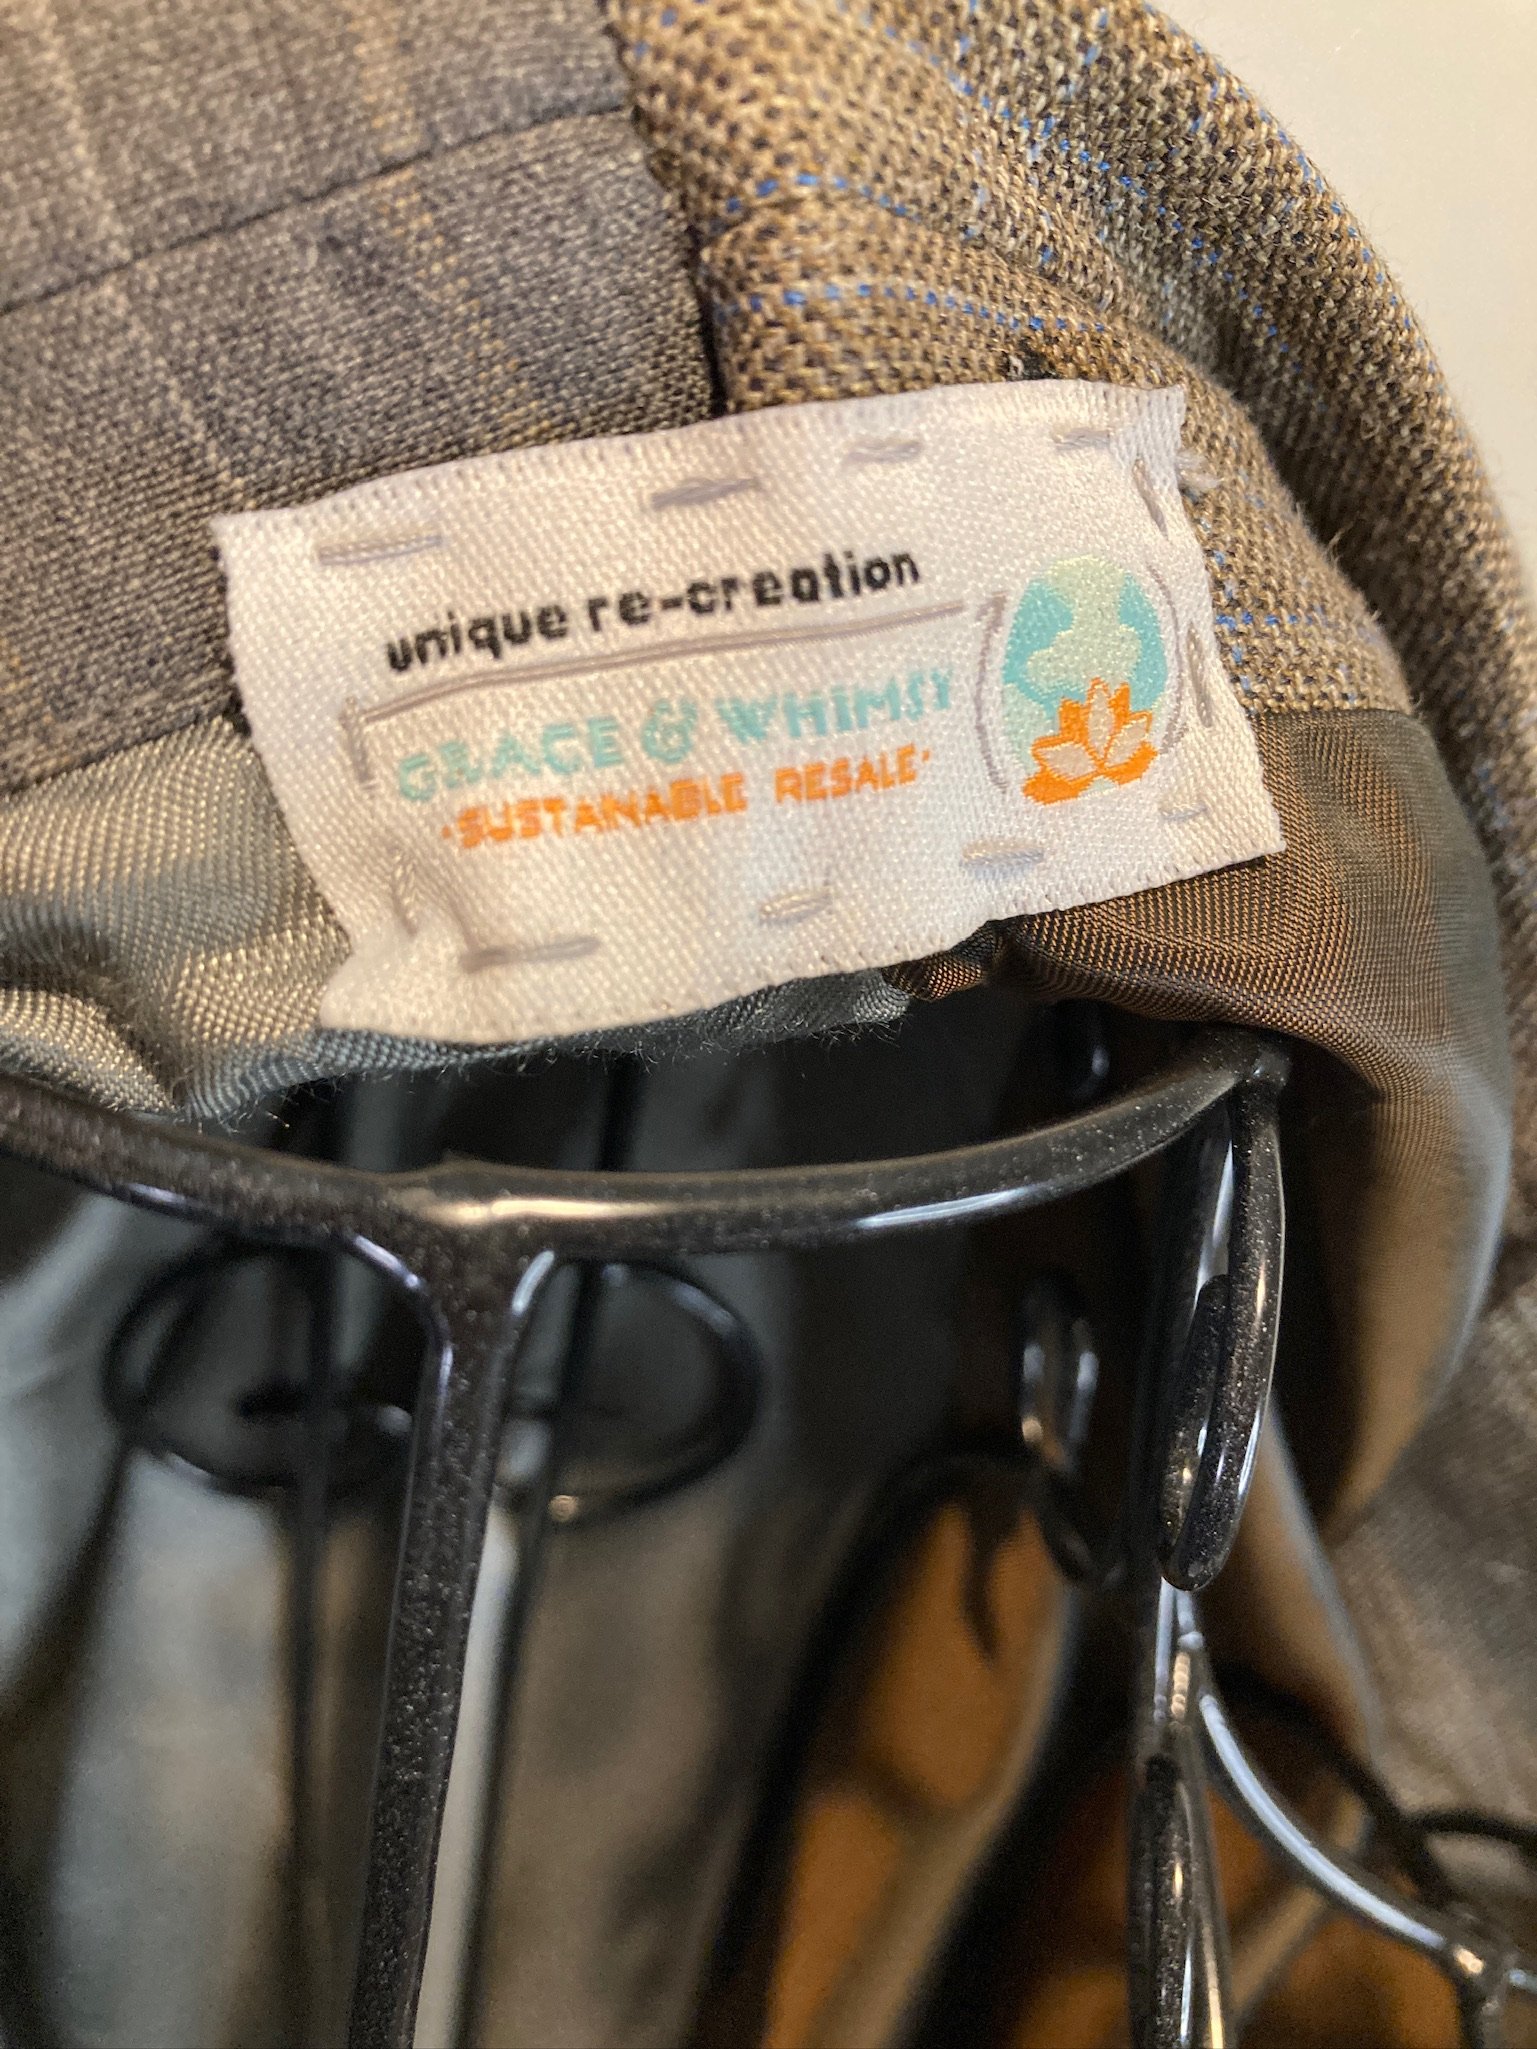 unique re-creation
GRACE & WHiMSY
·SUSTAINABLE RESALE·